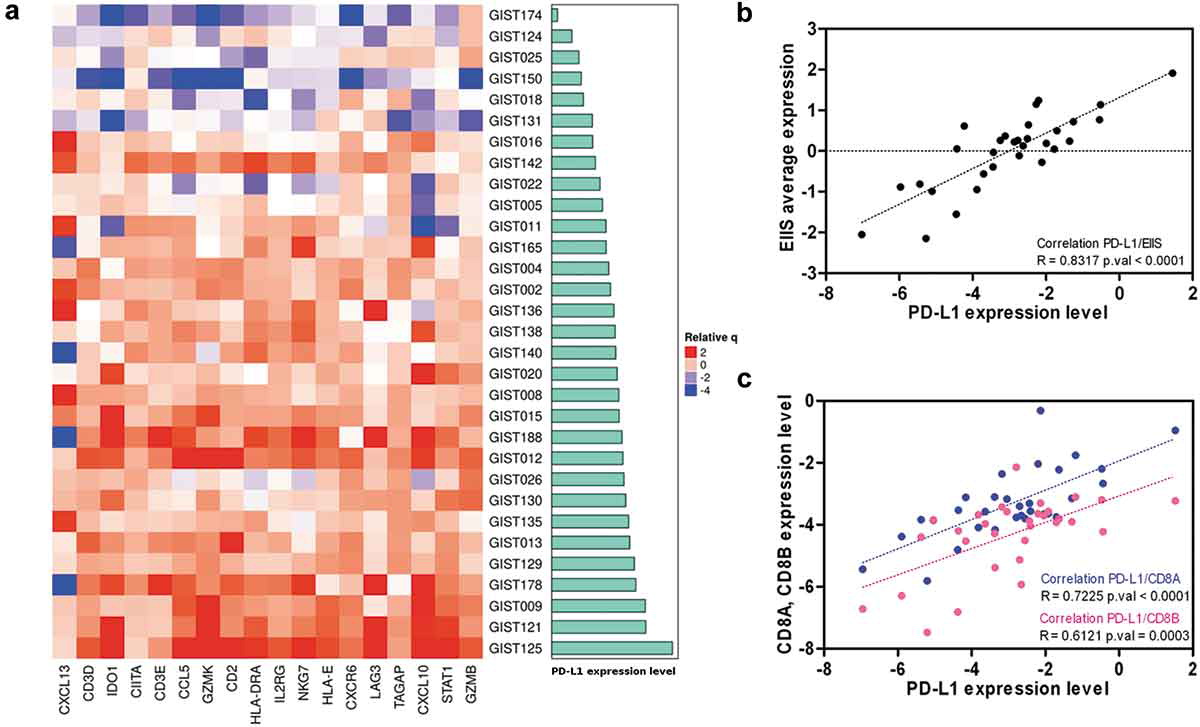 a
GIST174
GIST124
GIST025
GIST150
GIST018
GIST131
GIST016
GIST142
GIST022
GIST005
GIST011
GIST165
GIST004
GIST002
GIST136
GIST138
GIST140
GIST020
GIST008
GIST015
GIST188
GIST012
GIST026
GIST130
GIST135
GIST013
GIST129
GIST178
GIST009
GIST121
GIST125
CXCL13
CD3D
IDO1
CIITA
CD3E
CCL5
GZMK
CD2
HLA-DRA
IL2RG
NKG7
HLA-E
CXCR6
LAG3
TAGAP
CXCL10
STAT1
GZMB
PD-L1 expression level
Relative q
2
0
-2
-4
b
EIIS average expression
3
2
1
0
-1
-2
-3
Correlation PD-L1/EIIS
R = 0.8317 p.val < 0.0001
-8 -6 -4 -2 0 2
PD-L1 expression level
c
CD8A, CD8B expression level
0
-2
-4
-6
-8
Correlation PD-L1/CD8A
R = 0.7225 p.val < 0.0001
Correlation PD-L1/CD8B
R = 0.6121 p.val = 0.0003
-8 -6 -4 -2 0 2
PD-L1 expression level